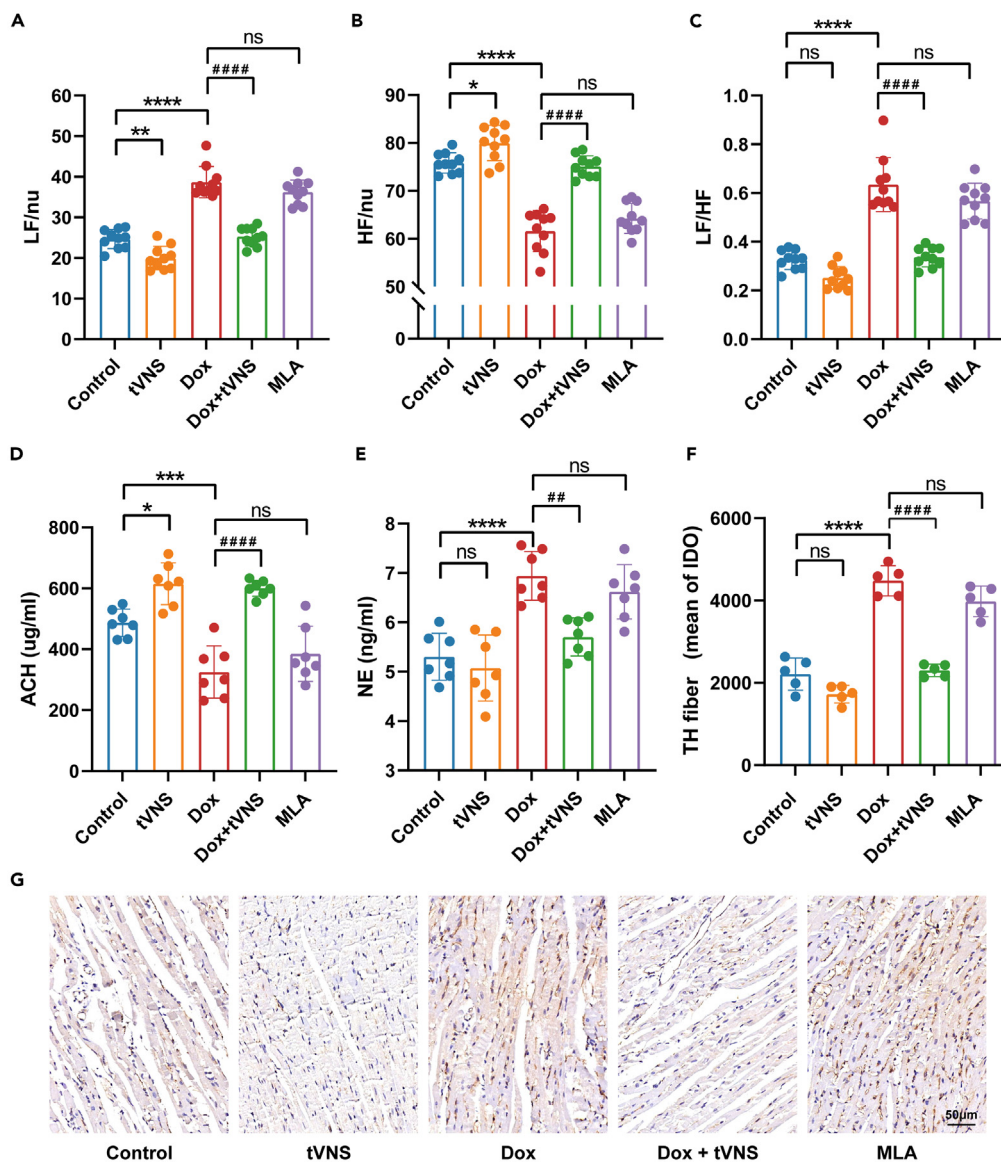 A
LF/nu
60
50
40
30
20
10
0
**
****
####
ns
Control
tVNS
Dox
Dox+tVNS
MLA
B
HF/nu
90
80
70
60
50
0
*
****
####
ns
Control
tVNS
Dox
Dox+tVNS
MLA
C
LF/HF
1.0
0.8
0.6
0.4
0.2
0.0
ns
****
####
ns
Control
tVNS
Dox
Dox+tVNS
MLA
D
ACH (ug/ml)
800
600
400
200
0
*
***
####
ns
Control
tVNS
Dox
Dox+tVNS
MLA
E
NE (ng/ml)
8
7
6
5
4
3
ns
****
##
ns
Control
tVNS
Dox
Dox+tVNS
MLA
F
TH fiber (mean of IDO)
6000
4000
2000
0
ns
****
####
ns
Control
tVNS
Dox
Dox+tVNS
MLA
G
50μm
Control
tVNS
Dox
Dox + tVNS
MLA